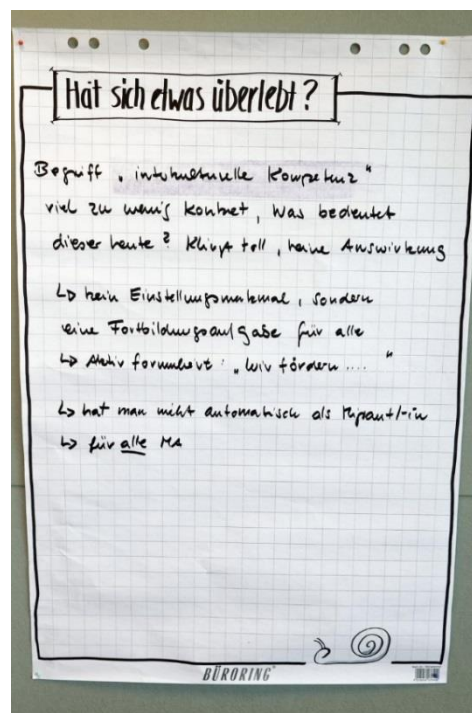 Hat sich etwas überlebt?
Begriff „interkulturelle Kompetenz"
viel zu wenig konkret, Was bedeutet
dieser heute? Klingt toll, keine Auswirkung
↳ kein Einstellungsmerkmal, sondern
eine Fortbildungsaufgabe für alle
↳ Aktiv formuliert: „Wir fördern ...."
↳ hat man nicht automatisch als Migrant/-in
↳ für alle MA
BÜRORING